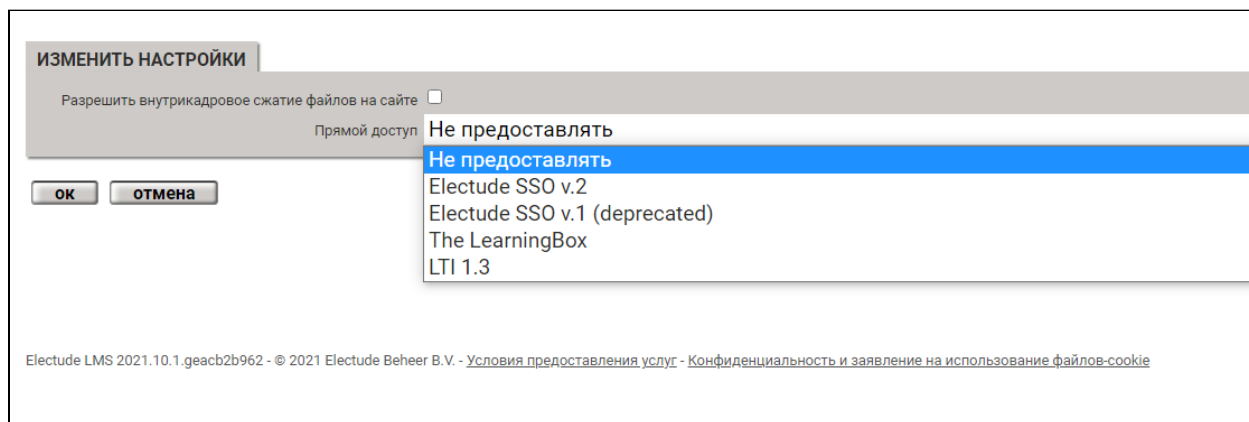 ИЗМЕНИТЬ НАСТРОЙКИ
Разрешить внутрикадровое сжатие файлов на сайте
Прямой доступ Не предоставлять
Не предоставлять
Electude SSO v.2
Electude SSO v.1 (deprecated)
The LearningBox
LTI 1.3
ок отмена
Electude LMS 2021.10.1.geacb2b962 - © 2021 Electude Beheer B.V. - Условия предоставления услуг - Конфиденциальность и заявление на использование файлов-cookie